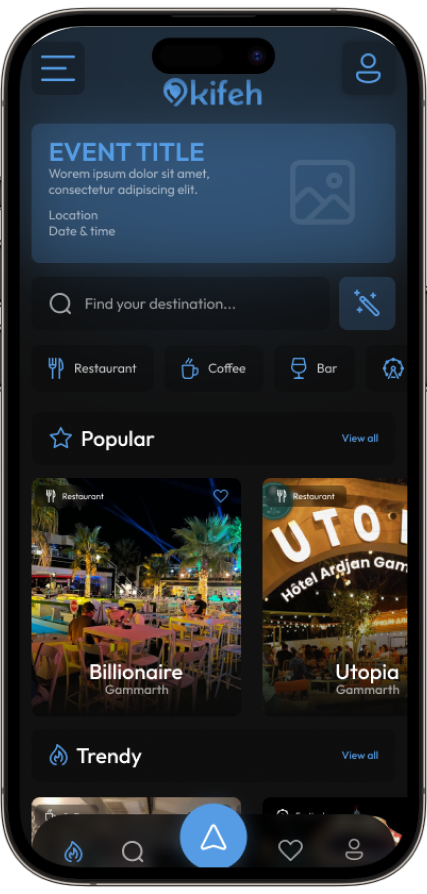 kifeh
EVENT TITLE
Worem ipsum dolor sit amet,
consectetur adipiscing elit.
Location
Date & time
Find your destination...
Restaurant
Coffee
Bar
Popular
View all
Restaurant
Restaurant
UTO
Hôtel Ardjan Gam
Billionaire
Gammarth
Utopia
Gammarth
Trendy
View all